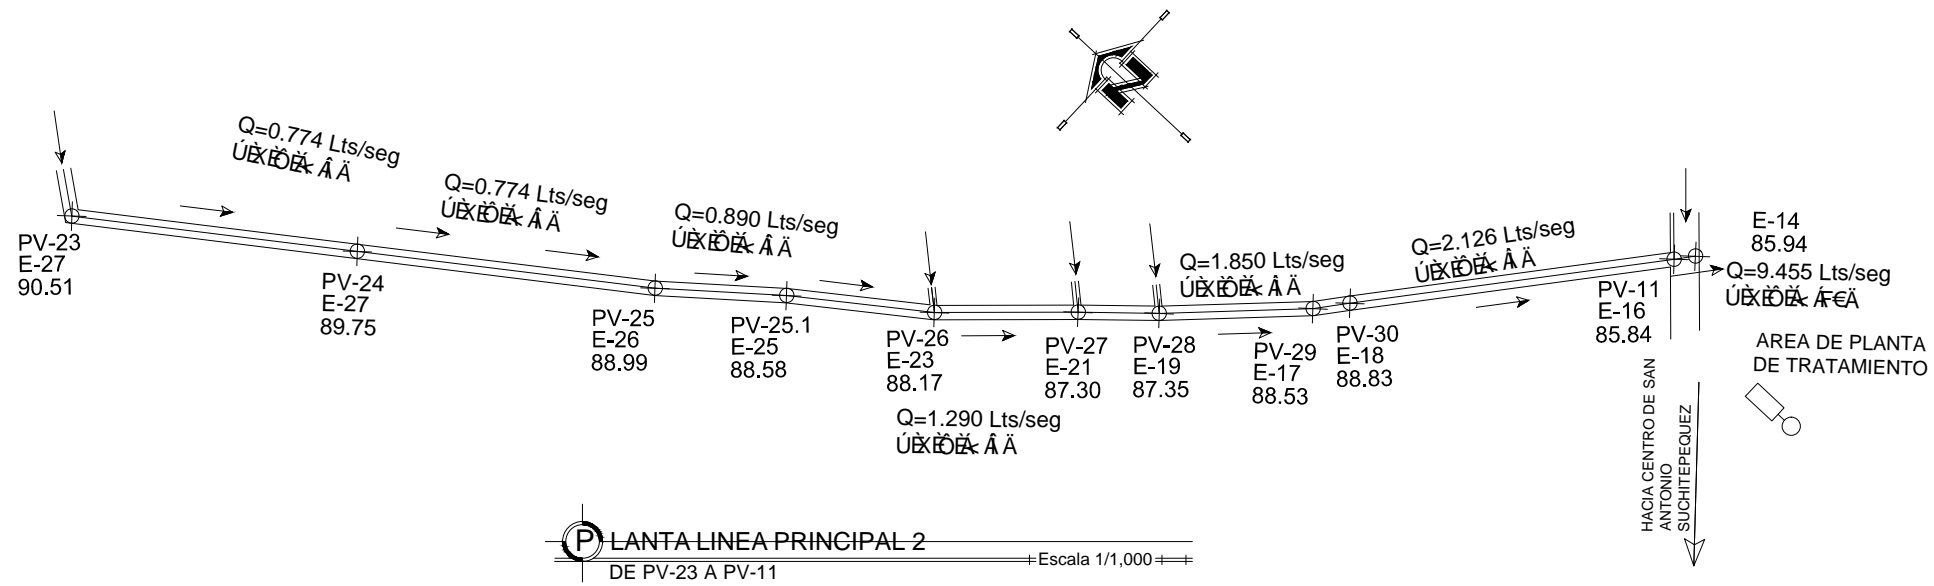 Q=0.774 Lts/seg
Q=0.774 Lts/seg
Q=0.890 Lts/seg
Q=1.850 Lts/seg
Q=2.126 Lts/seg
E-14
85.94
Q=9.455 Lts/seg
PV-23
E-27
90.51
PV-24
E-27
89.75
PV-25
E-26
88.99
PV-25.1
E-25
88.58
PV-26
E-23
88.17
PV-27
E-21
87.30
PV-28
E-19
87.35
PV-29
E-17
88.53
PV-30
E-18
88.83
PV-11
E-16
85.84
AREA DE PLANTA
DE TRATAMIENTO
Q=1.290 Lts/seg
HACIA CENTRO DE SAN
ANTONIO
SUCHITEPEQUEZ
PLANTA LINEA PRINCIPAL 2
Escala 1/1,000
DE PV-23 A PV-11